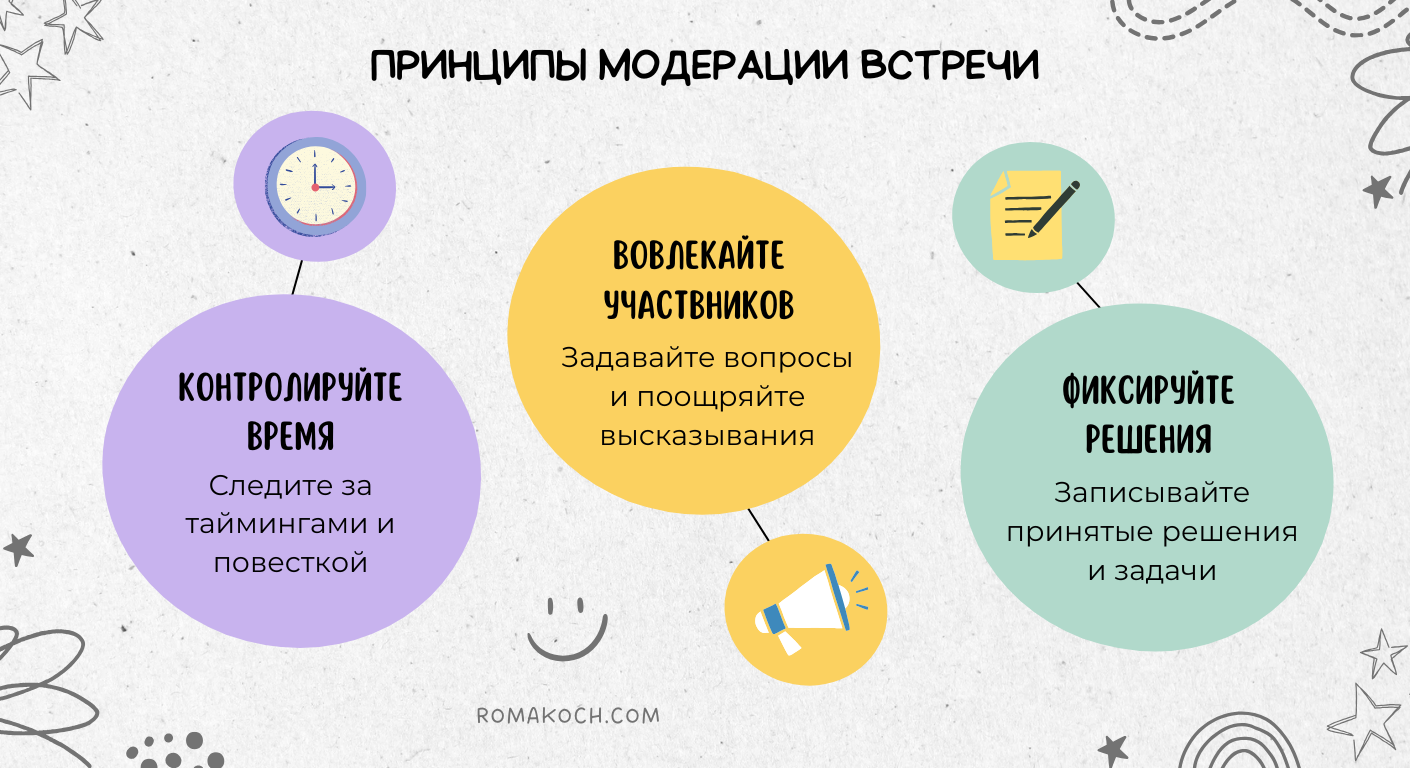 ПРИНЦИПЫ МОДЕРАЦИИ ВСТРЕЧИ
КОНТРОЛИРУЙТЕ
ВРЕМЯ
Следите за
таймингами и
повесткой
ВОВЛЕКАЙТЕ
УЧАСТВНИКОВ
Задавайте вопросы
и поощряйте
высказывания
ФИКСИРУЙТЕ
РЕШЕНИЯ
Записывайте
принятые решения
и задачи
ROMAKOCH.COM